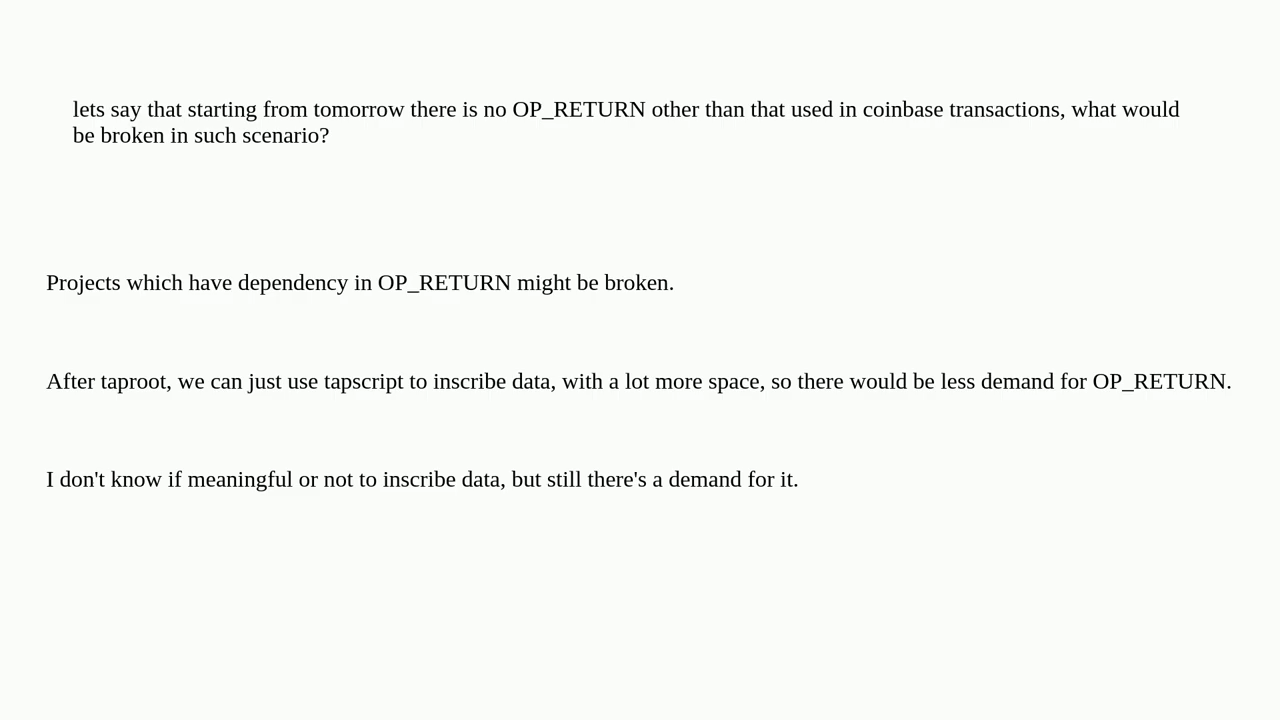 lets say that starting from tomorrow there is no OP_RETURN other than that used in coinbase transactions, what would
be broken in such scenario?
Projects which have dependency in OP_RETURN might be broken.
After taproot, we can just use tapscript to inscribe data, with a lot more space, so there would be less demand for OP_RETURN.
I don't know if meaningful or not to inscribe data, but still there's a demand for it.